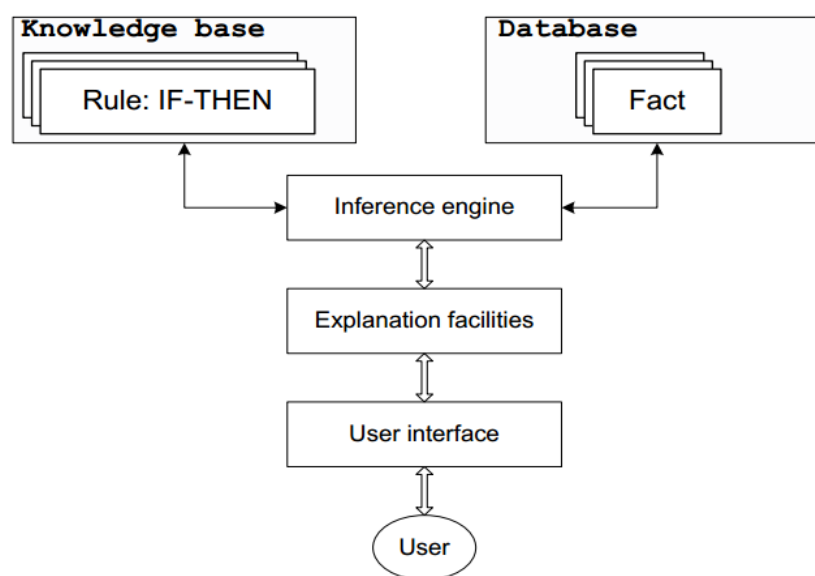 Knowledge base
Rule: IF-THEN
Database
Fact
Inference engine
Explanation facilities
User interface
User